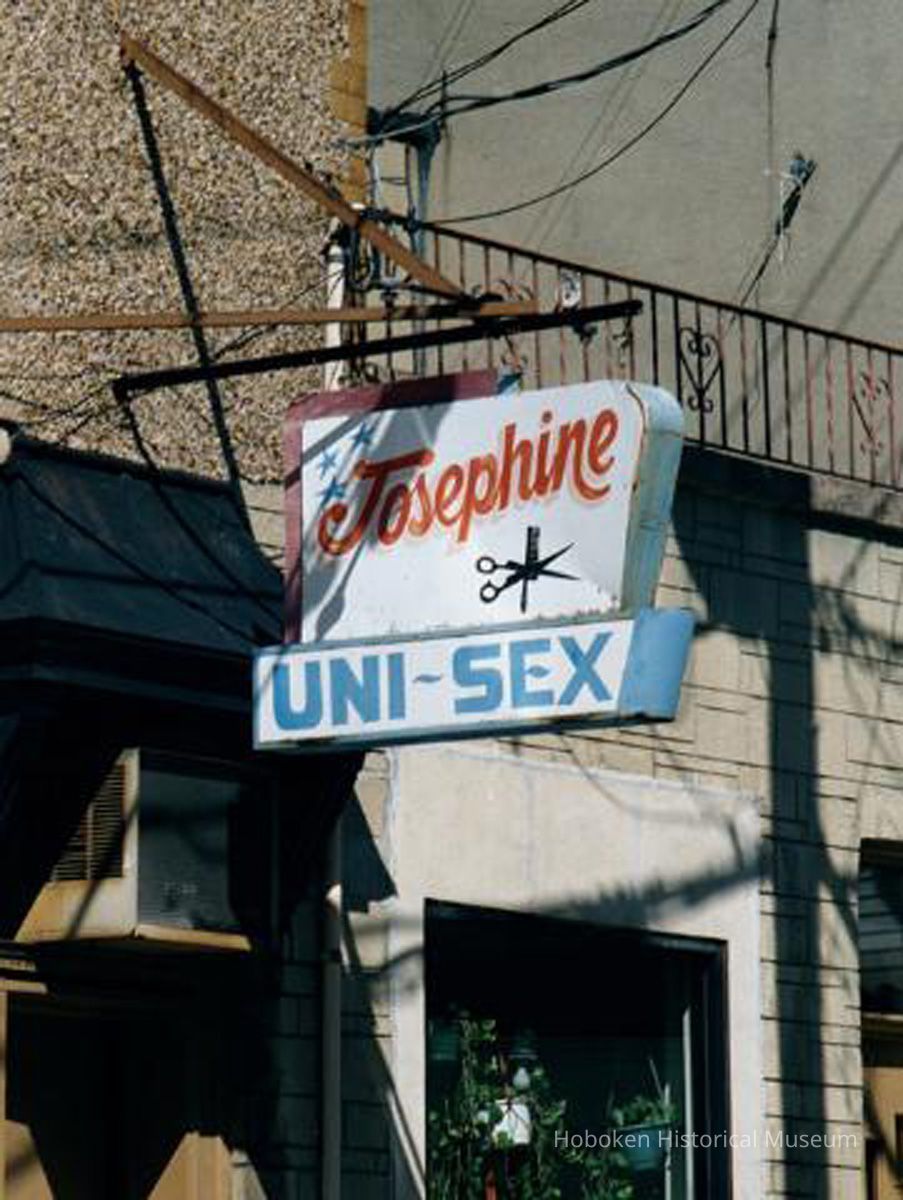 Josephine
UNI-SEX
Hoboken Historical Museum